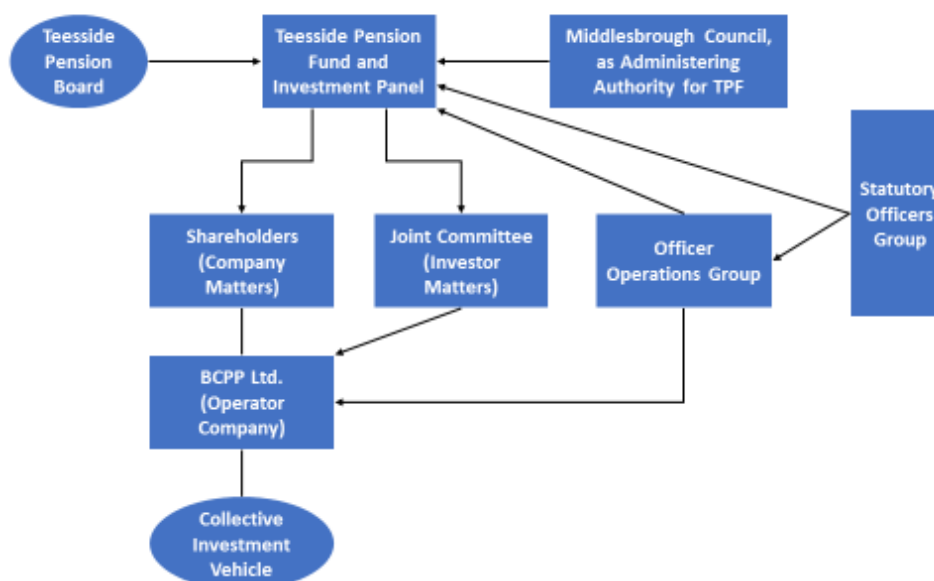 Teesside
Pension
Board
Teesside Pension
Fund and
Investment Panel
Middlesbrough Council,
as Administering
Authority for TPF
Statutory
Officers
Group
Shareholders
(Company
Matters)
Joint Committee
(Investor
Matters)
Officer
Operations Group
BCPP Ltd.
(Operator
Company)
Collective
Investment
Vehicle